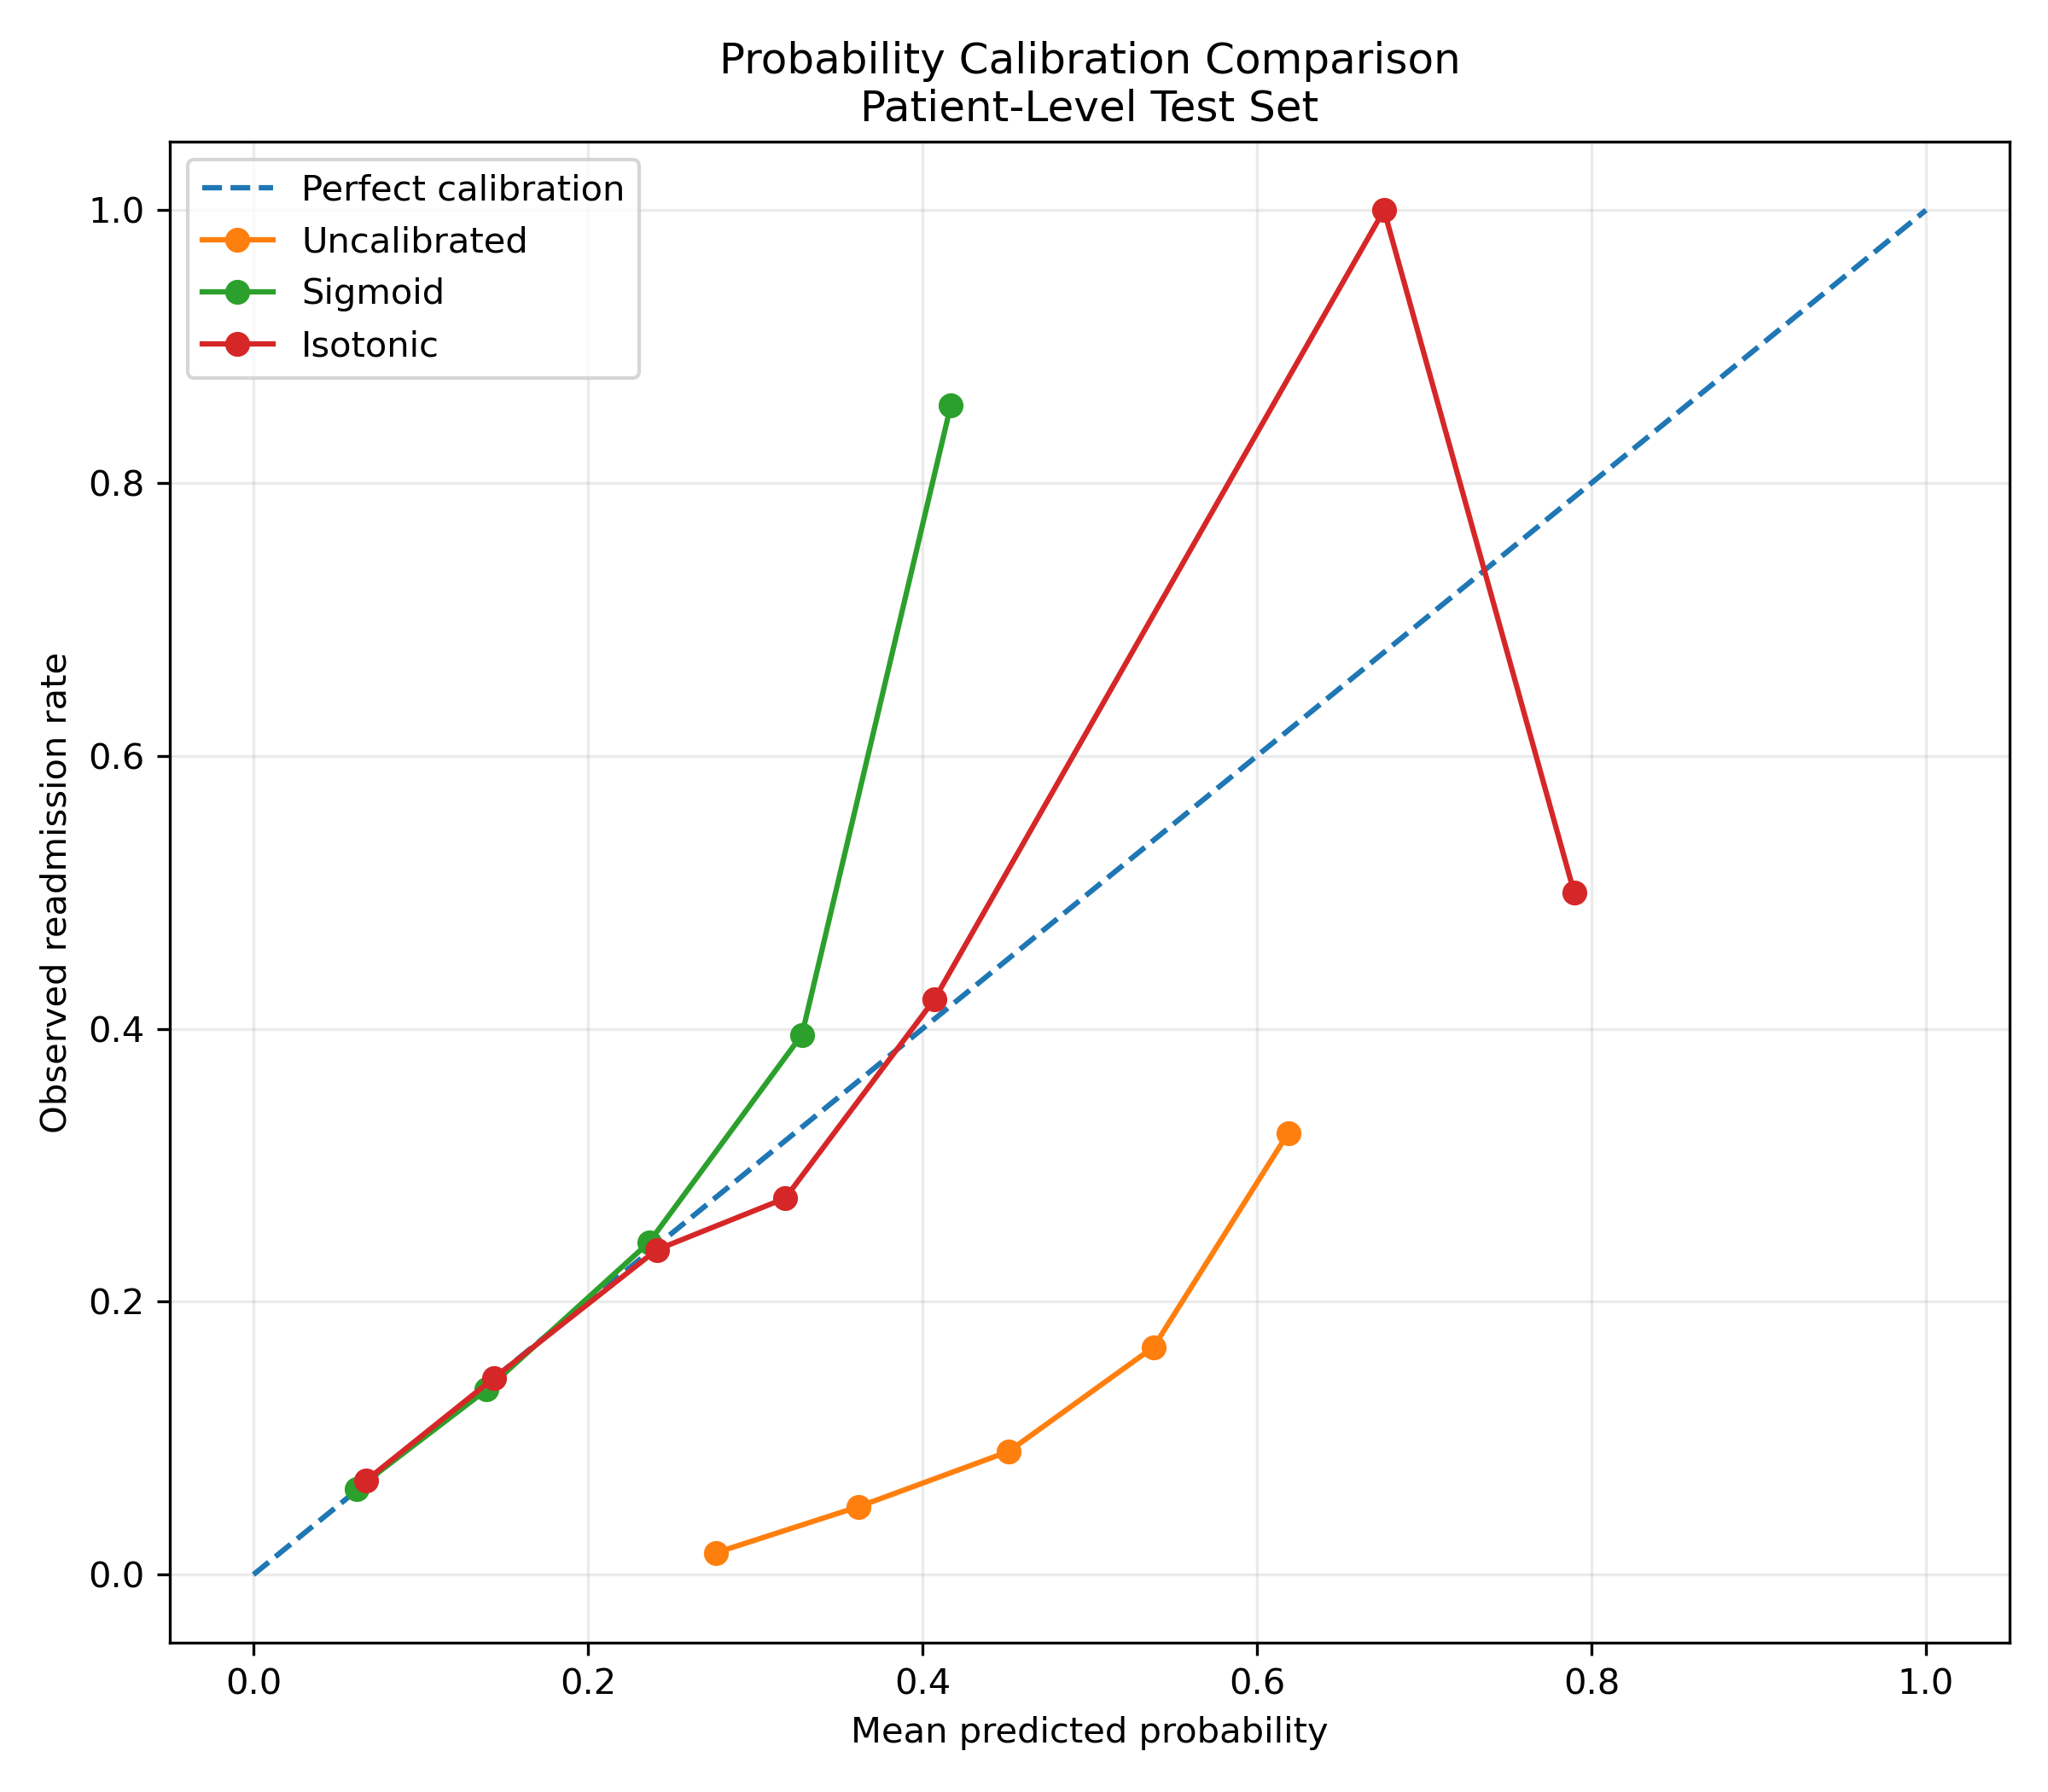 Probability Calibration Comparison
Patient-Level Test Set
Perfect calibration
Uncalibrated
Sigmoid
Isotonic
Observed readmission rate
1.0
0.8
0.6
0.4
0.2
0.0
0.0 0.2 0.4 0.6 0.8 1.0
Mean predicted probability